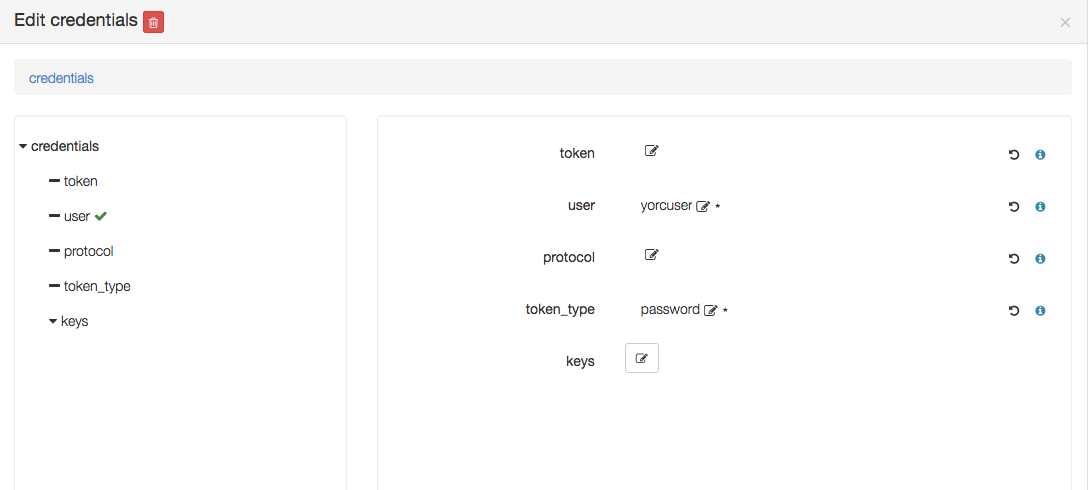 Edit credentials
credentials
credentials
token
user
protocol
token_type
keys
token
user yorcuser *
protocol
token_type password *
keys